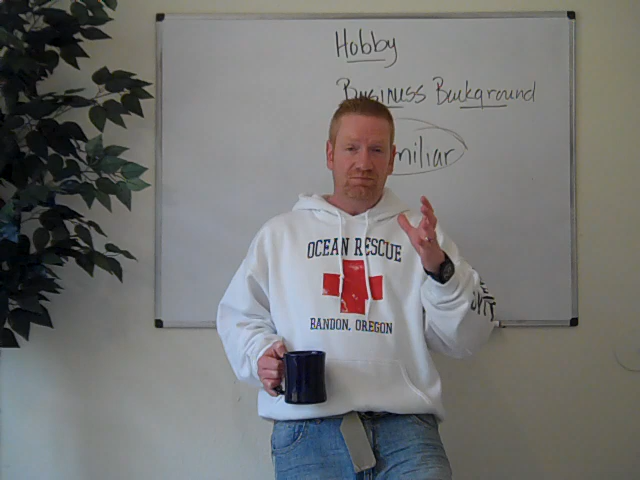 Hobby
Business Background
miliar
OCEAN RESCUE
BANDON, OREGON